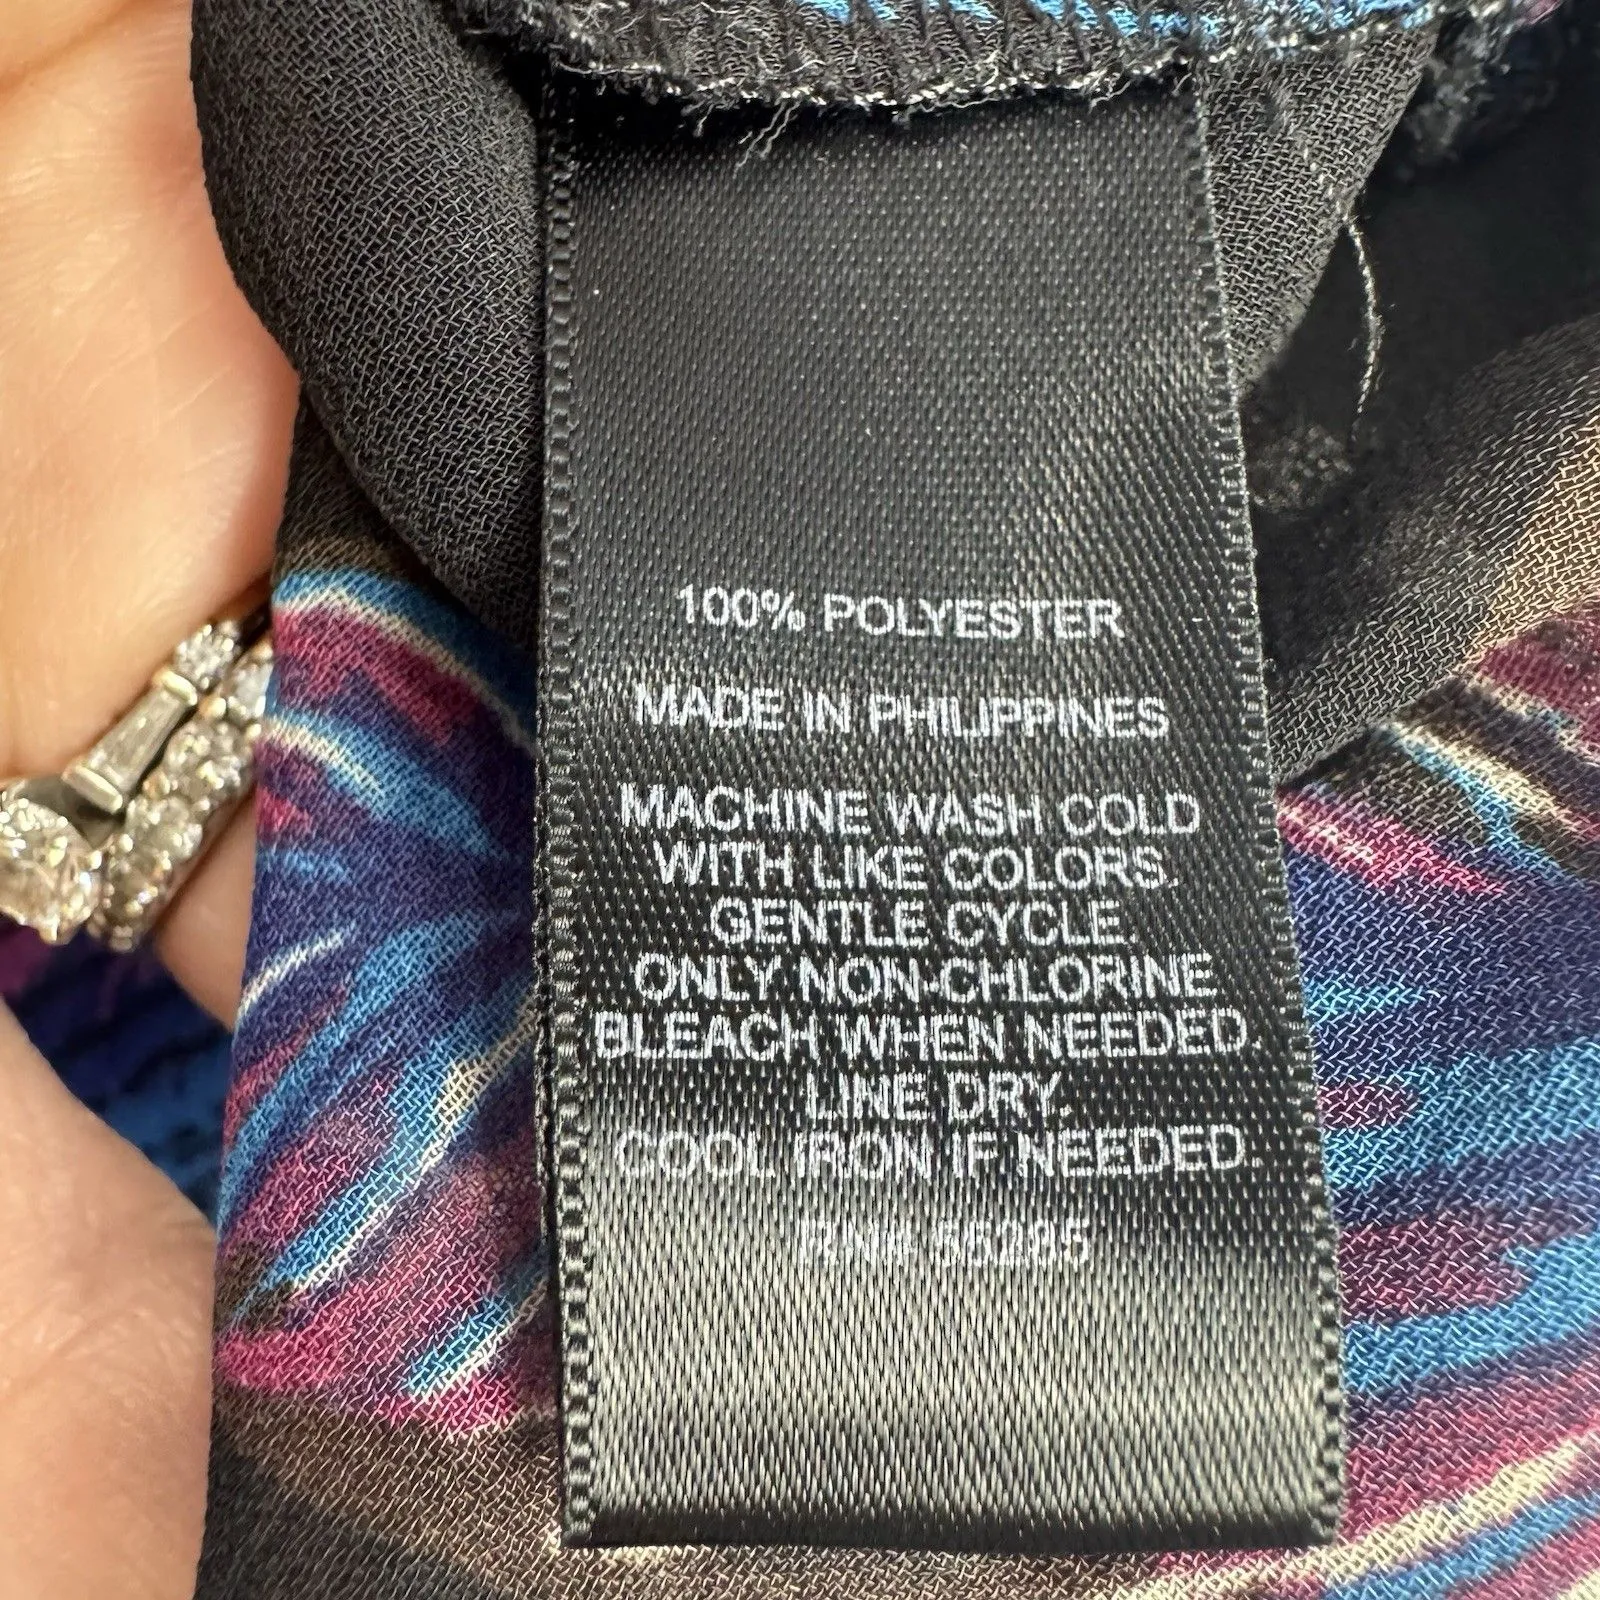 100% POLYESTER
MADE IN PHILIPPINES
MACHINE WASH COLD
WITH LIKE COLORS.
GENTLE CYCLE.
ONLY NON-CHLORINE
BLEACH WHEN NEEDED.
LINE DRY.
COOL IRON IF NEEDED.
RN#